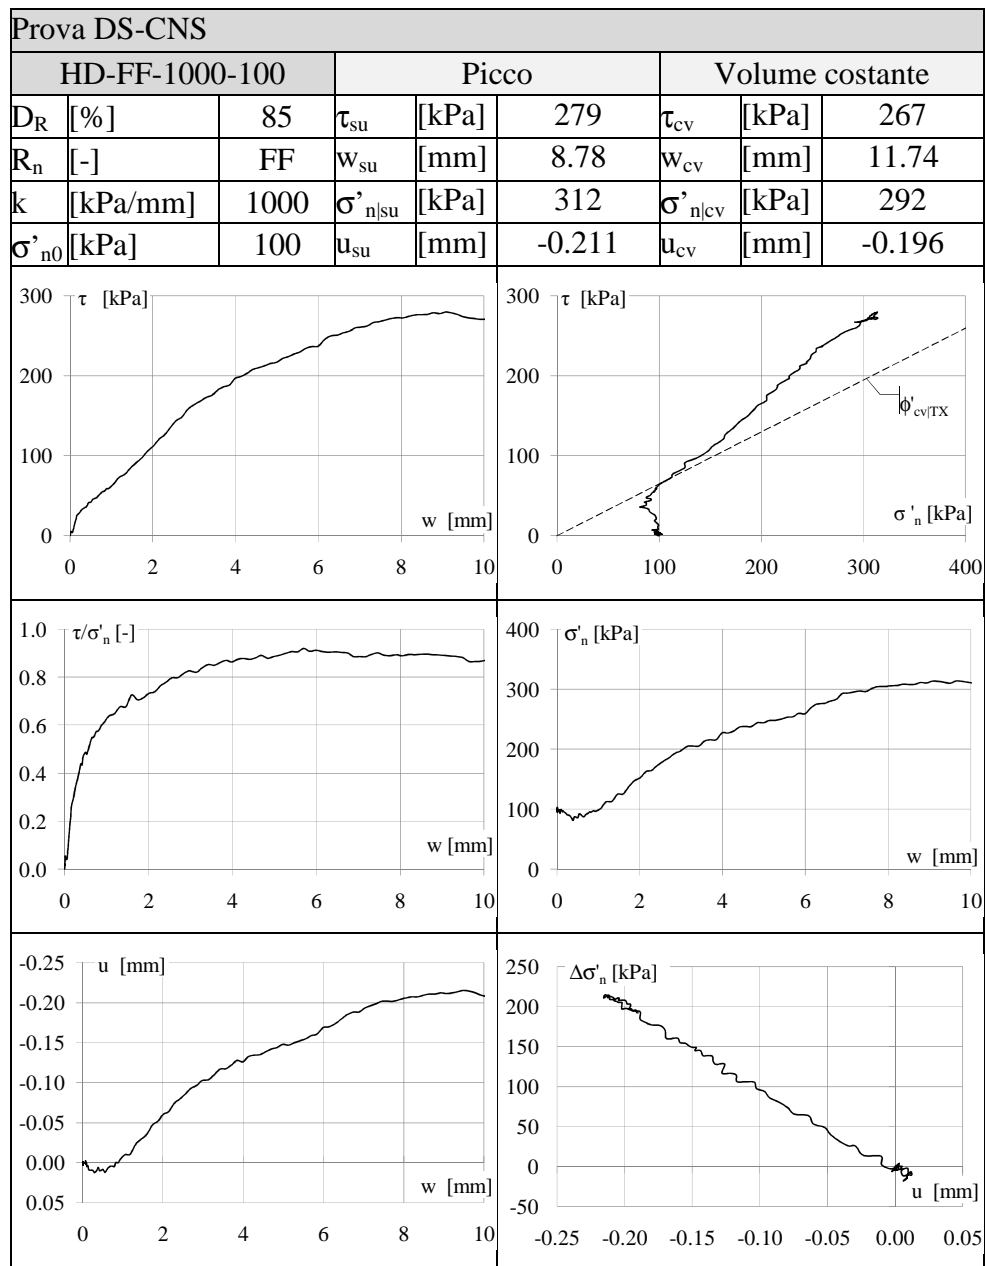 Prova DS-CNS
HD-FF-1000-100 Picco Volume costante
D_R [%] 85 τ_su [kPa] 279 τ_cv [kPa] 267
R_n [-] FF w_su [mm] 8.78 w_cv [mm] 11.74
k [kPa/mm] 1000 σ'_n|su [kPa] 312 σ'_n|cv [kPa] 292
σ'_n0 [kPa] 100 u_su [mm] -0.211 u_cv [mm] -0.196
300 τ [kPa]
200
100
w [mm]
0
0 2 4 6 8 10
300 τ [kPa]
200
ϕ'_cv|TX
100
σ'_n [kPa]
0
0 100 200 300 400
1.0 τ/σ'_n [-]
0.8
0.6
0.4
0.2
w [mm]
0.0
0 2 4 6 8 10
400 σ'_n [kPa]
300
200
100
0 w [mm]
0 2 4 6 8 10
-0.25 u [mm]
-0.20
-0.15
-0.10
-0.05
0.00
w [mm]
0.05
0 2 4 6 8 10
250 Δσ'_n [kPa]
200
150
100
50
0
u [mm]
-50
-0.25 -0.20 -0.15 -0.10 -0.05 0.00 0.05